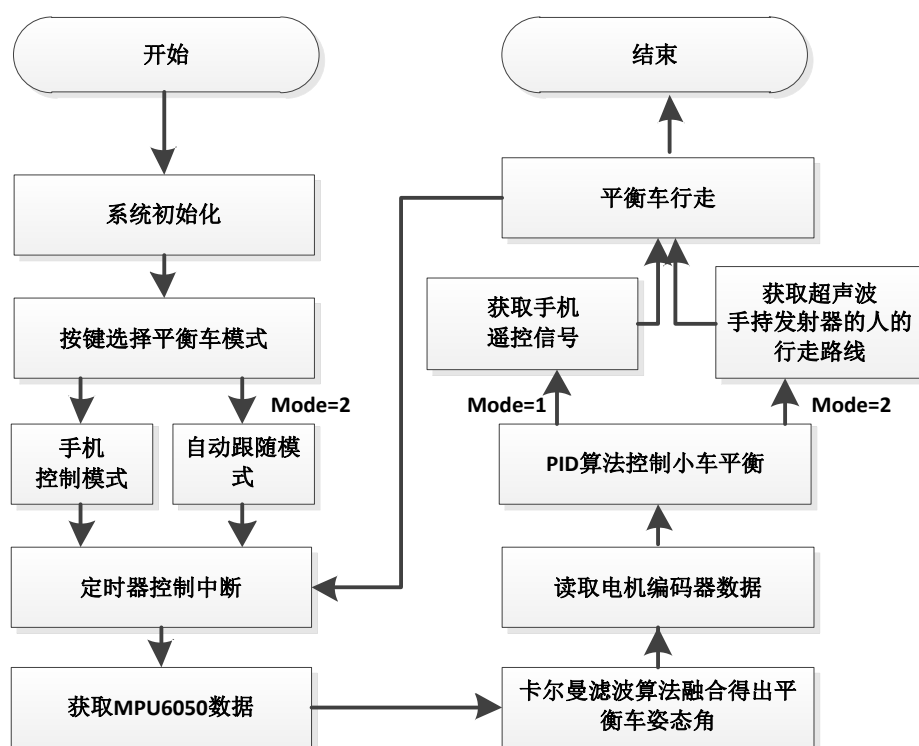 开始
系统初始化
按键选择平衡车模式
Mode=2
手机
控制模式
自动跟随模
式
定时器控制中断
获取MPU6050数据
卡尔曼滤波算法融合得出平
衡车姿态角
读取电机编码器数据
PID算法控制小车平衡
Mode=1
Mode=2
获取手机
遥控信号
获取超声波
手持发射器的人的
行走路线
平衡车行走
结束